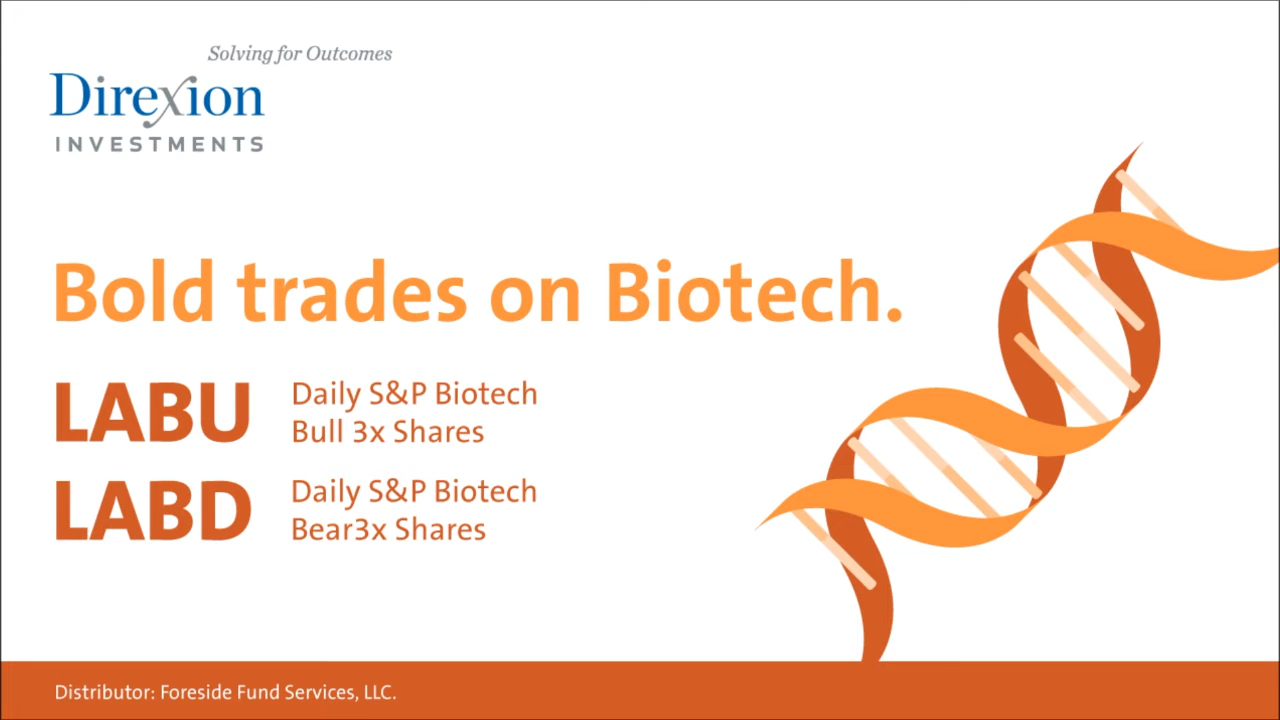 Solving for Outcomes
Direxion
INVESTMENTS
Bold trades on Biotech.
LABU
Daily S&P Biotech
Bull 3x Shares
LABD
Daily S&P Biotech
Bear3x Shares
Distributor: Foreside Fund Services, LLC.